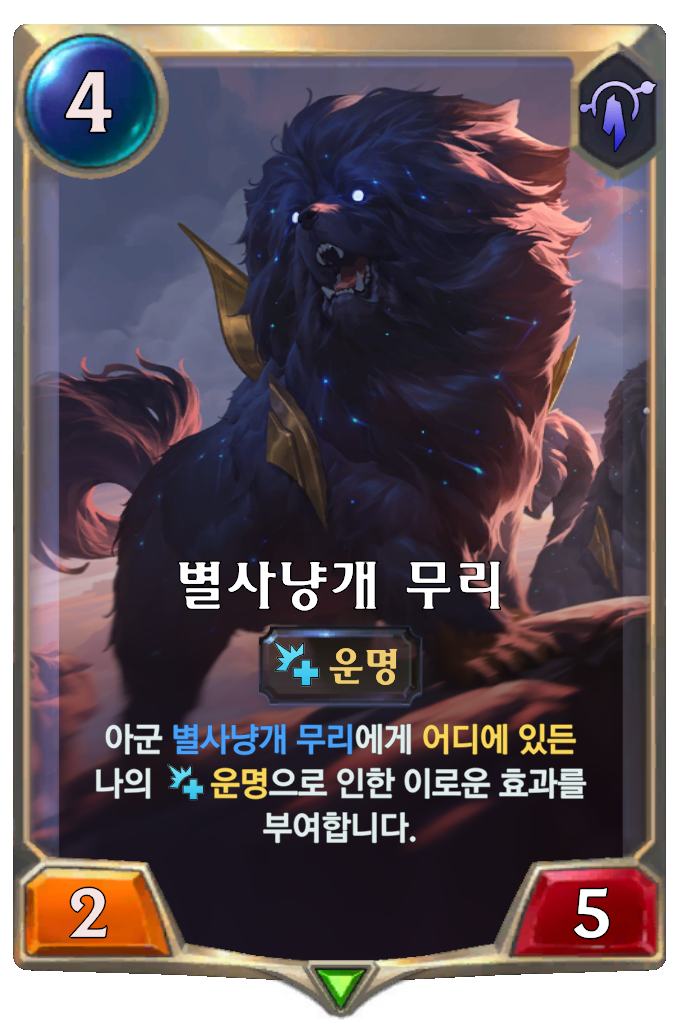 4
별사냥개 무리
운명
아군 별사냥개 무리에게 어디에 있든
나의 운명으로 인한 이로운 효과를
부여합니다.
2
5